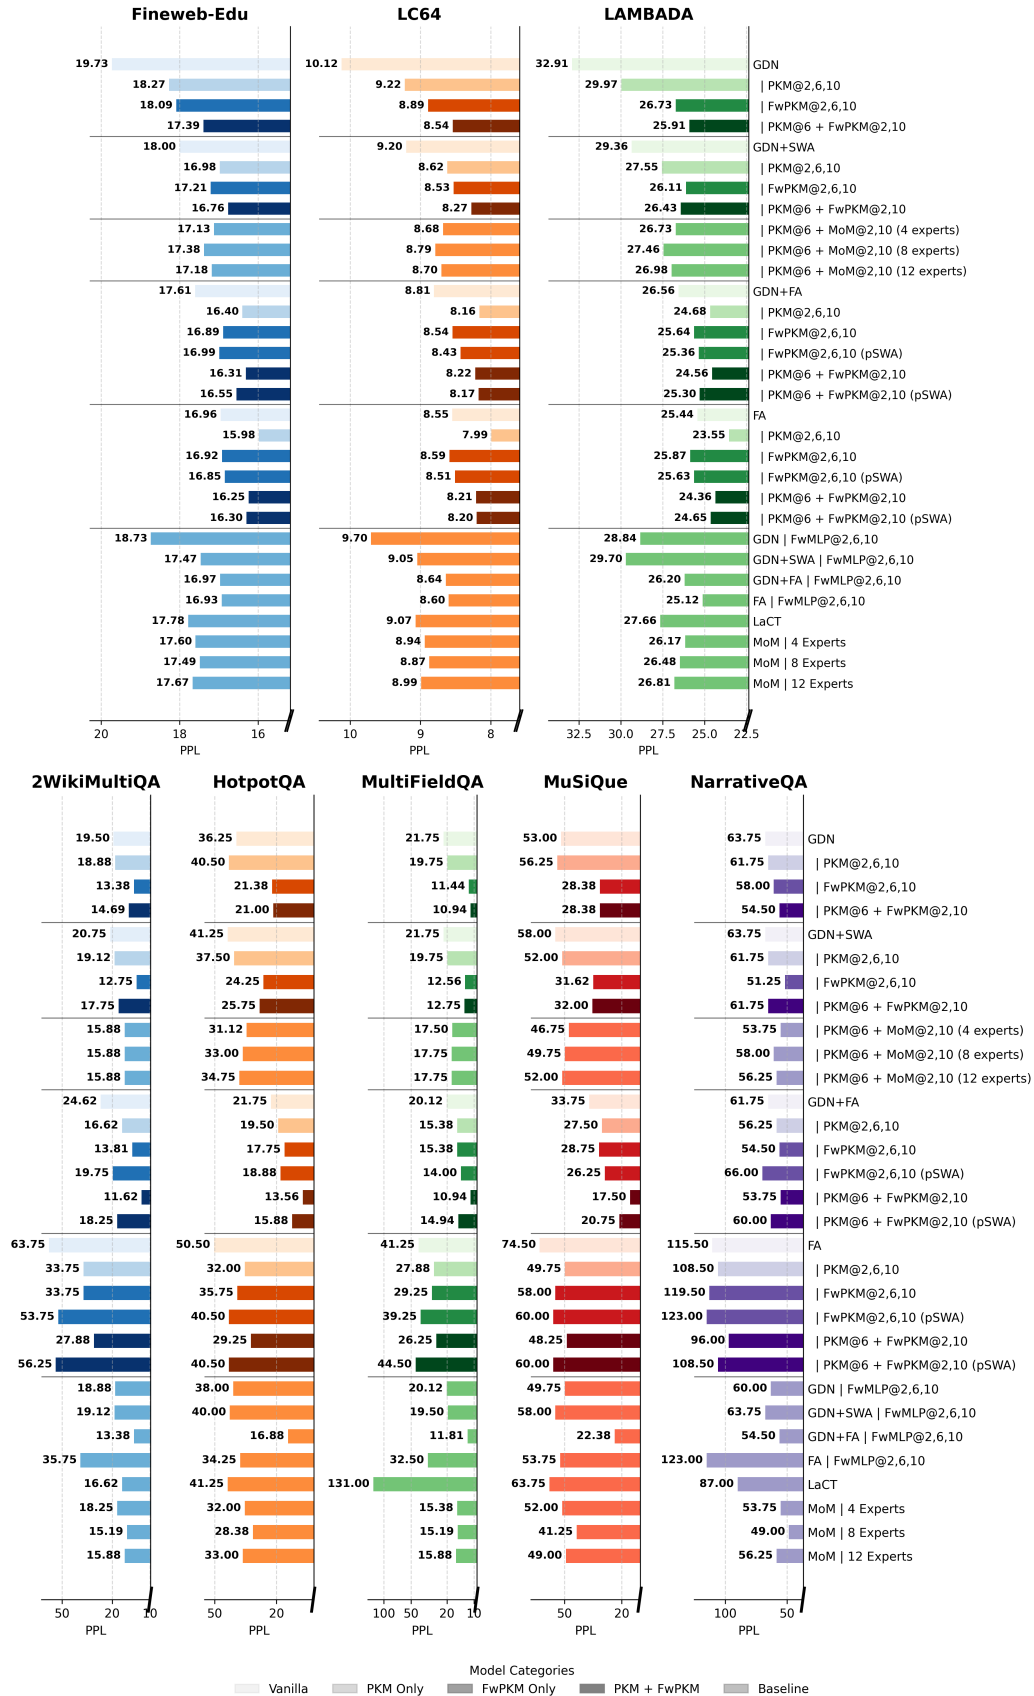 Fineweb-Edu LC64 LAMBADA
19.73 10.12 32.91 GDN
18.27 9.22 29.97 | PKM@2,6,10
18.09 8.89 26.73 | FwPKM@2,6,10
17.39 8.54 25.91 | PKM@6 + FwPKM@2,10
18.00 9.20 29.36 GDN+SWA
16.98 8.62 27.55 | PKM@2,6,10
17.21 8.53 26.11 | FwPKM@2,6,10
16.76 8.27 26.43 | PKM@6 + FwPKM@2,10
17.13 8.68 26.73 | PKM@6 + MoM@2,10 (4 experts)
17.38 8.79 27.46 | PKM@6 + MoM@2,10 (8 experts)
17.18 8.70 26.98 | PKM@6 + MoM@2,10 (12 experts)
17.61 8.81 26.56 GDN+FA
16.40 8.16 24.68 | PKM@2,6,10
16.89 8.54 25.64 | FwPKM@2,6,10
16.99 8.43 25.36 | FwPKM@2,6,10 (pSWA)
16.31 8.22 24.56 | PKM@6 + FwPKM@2,10
16.55 8.17 25.30 | PKM@6 + FwPKM@2,10 (pSWA)
16.96 8.55 25.44 FA
15.98 7.99 23.55 | PKM@2,6,10
16.92 8.59 25.87 | FwPKM@2,6,10
16.85 8.51 25.63 | FwPKM@2,6,10 (pSWA)
16.25 8.21 24.36 | PKM@6 + FwPKM@2,10
16.30 8.20 24.65 | PKM@6 + FwPKM@2,10 (pSWA)
18.73 9.70 28.84 GDN | FwMLP@2,6,10
17.47 9.05 29.70 GDN+SWA | FwMLP@2,6,10
16.97 8.64 26.20 GDN+FA | FwMLP@2,6,10
16.93 8.60 25.12 FA | FwMLP@2,6,10
17.78 9.07 27.66 LaCT
17.60 8.94 26.17 MoM | 4 Experts
17.49 8.87 26.48 MoM | 8 Experts
17.67 8.99 26.81 MoM | 12 Experts
20 18 16 10 9 8 32.5 30.0 27.5 25.0 22.5
PPL PPL PPL
2WikiMultiQA HotpotQA MultiFieldQA MuSiQue NarrativeQA
19.50 36.25 21.75 53.00 63.75 GDN
18.88 40.50 19.75 56.25 61.75 | PKM@2,6,10
13.38 21.38 11.44 28.38 58.00 | FwPKM@2,6,10
14.69 21.00 10.94 28.38 54.50 | PKM@6 + FwPKM@2,10
20.75 41.25 21.75 58.00 63.75 GDN+SWA
19.12 37.50 19.75 52.00 61.75 | PKM@2,6,10
12.75 24.25 12.56 31.62 51.25 | FwPKM@2,6,10
17.75 25.75 12.75 32.00 61.75 | PKM@6 + FwPKM@2,10
15.88 31.12 17.50 46.75 53.75 | PKM@6 + MoM@2,10 (4 experts)
15.88 33.00 17.75 49.75 58.00 | PKM@6 + MoM@2,10 (8 experts)
15.88 34.75 17.75 52.00 56.25 | PKM@6 + MoM@2,10 (12 experts)
24.62 21.75 20.12 33.75 61.75 GDN+FA
16.62 19.50 15.38 27.50 56.25 | PKM@2,6,10
13.81 17.75 15.38 28.75 54.50 | FwPKM@2,6,10
19.75 18.88 14.00 26.25 66.00 | FwPKM@2,6,10 (pSWA)
11.62 13.56 10.94 17.50 53.75 | PKM@6 + FwPKM@2,10
18.25 15.88 14.94 20.75 60.00 | PKM@6 + FwPKM@2,10 (pSWA)
63.75 50.50 41.25 74.50 115.50 FA
33.75 32.00 27.88 49.75 108.50 | PKM@2,6,10
33.75 35.75 29.25 58.00 119.50 | FwPKM@2,6,10
53.75 40.50 39.25 60.00 123.00 | FwPKM@2,6,10 (pSWA)
27.88 29.25 26.25 48.25 96.00 | PKM@6 + FwPKM@2,10
56.25 40.50 44.50 60.00 108.50 | PKM@6 + FwPKM@2,10 (pSWA)
18.88 38.00 20.12 49.75 60.00 GDN | FwMLP@2,6,10
19.12 40.00 19.50 58.00 63.75 GDN+SWA | FwMLP@2,6,10
13.38 16.88 11.81 22.38 54.50 GDN+FA | FwMLP@2,6,10
35.75 34.25 32.50 53.75 123.00 FA | FwMLP@2,6,10
16.62 41.25 131.00 63.75 87.00 LaCT
18.25 32.00 15.38 52.00 53.75 MoM | 4 Experts
15.19 28.38 15.19 41.25 49.00 MoM | 8 Experts
15.88 33.00 15.88 49.00 56.25 MoM | 12 Experts
50 20 10 50 20 100 50 20 10 50 20 100 50
PPL PPL PPL PPL PPL
Model Categories
Vanilla PKM Only FwPKM Only PKM + FwPKM Baseline